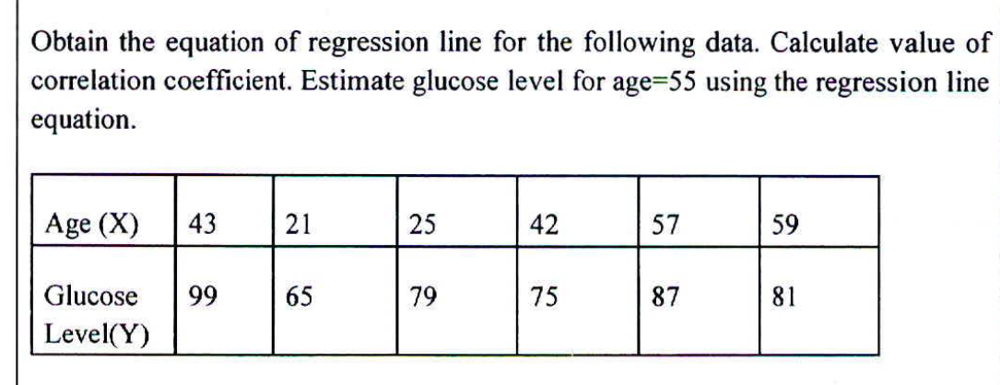 Obtain the equation of regression line for the following data. Calculate value of
correlation coefficient. Estimate glucose level for age=55 using the regression line
equation.
Age (X) 43 21 25 42 57 59
Glucose 99 65 79 75 87 81
Level(Y)